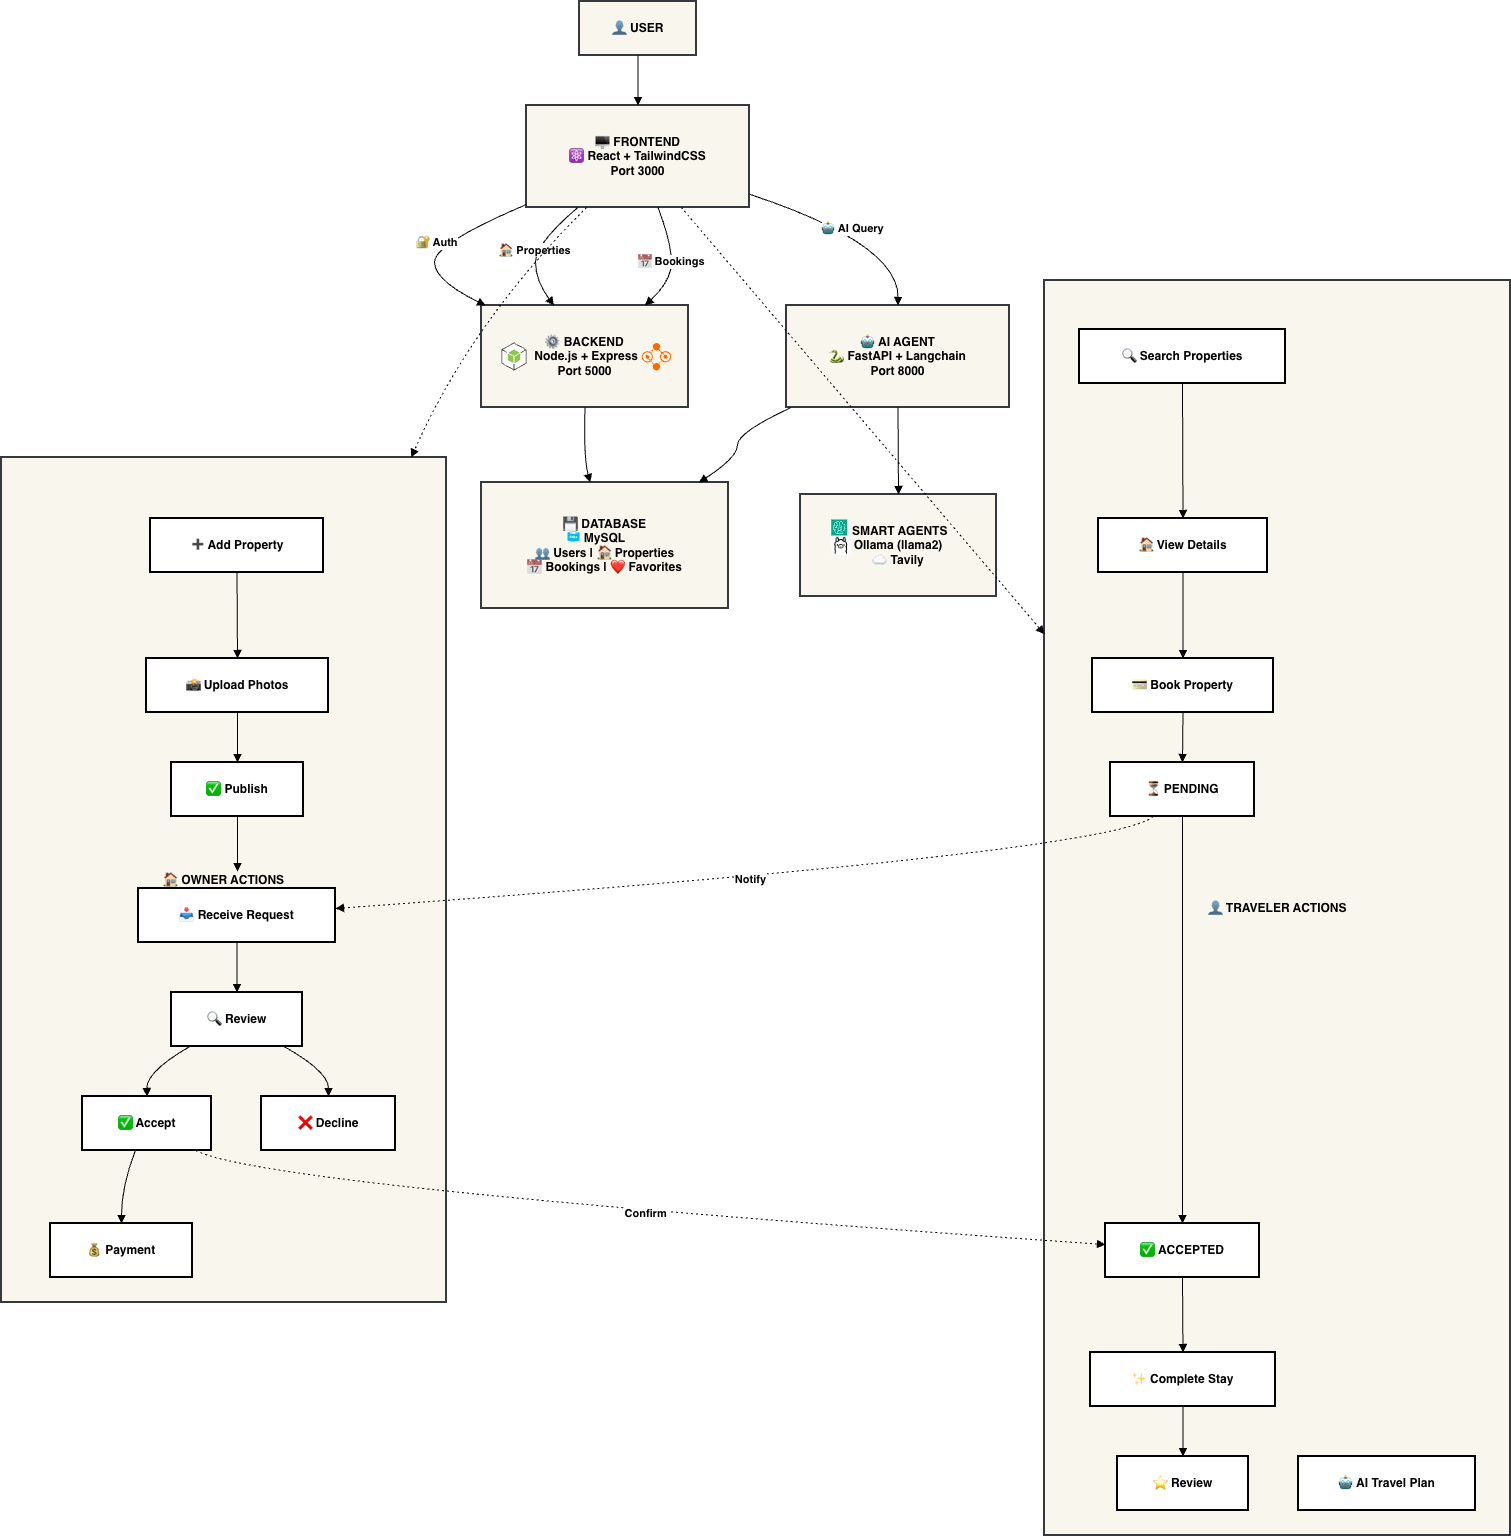 USER
FRONTEND
React + TailwindCSS
Port 3000
Auth
Properties
Bookings
AI Query
BACKEND
Node.js + Express
Port 5000
AI AGENT
FastAPI + Langchain
Port 8000
DATABASE
MySQL
Users | Properties
Bookings | Favorites
SMART AGENTS
Ollama (llama2)
Tavily
Add Property
Upload Photos
Publish
OWNER ACTIONS
Receive Request
Review
Accept
Decline
Payment
Notify
Confirm
Search Properties
View Details
Book Property
PENDING
TRAVELER ACTIONS
ACCEPTED
Complete Stay
Review
AI Travel Plan